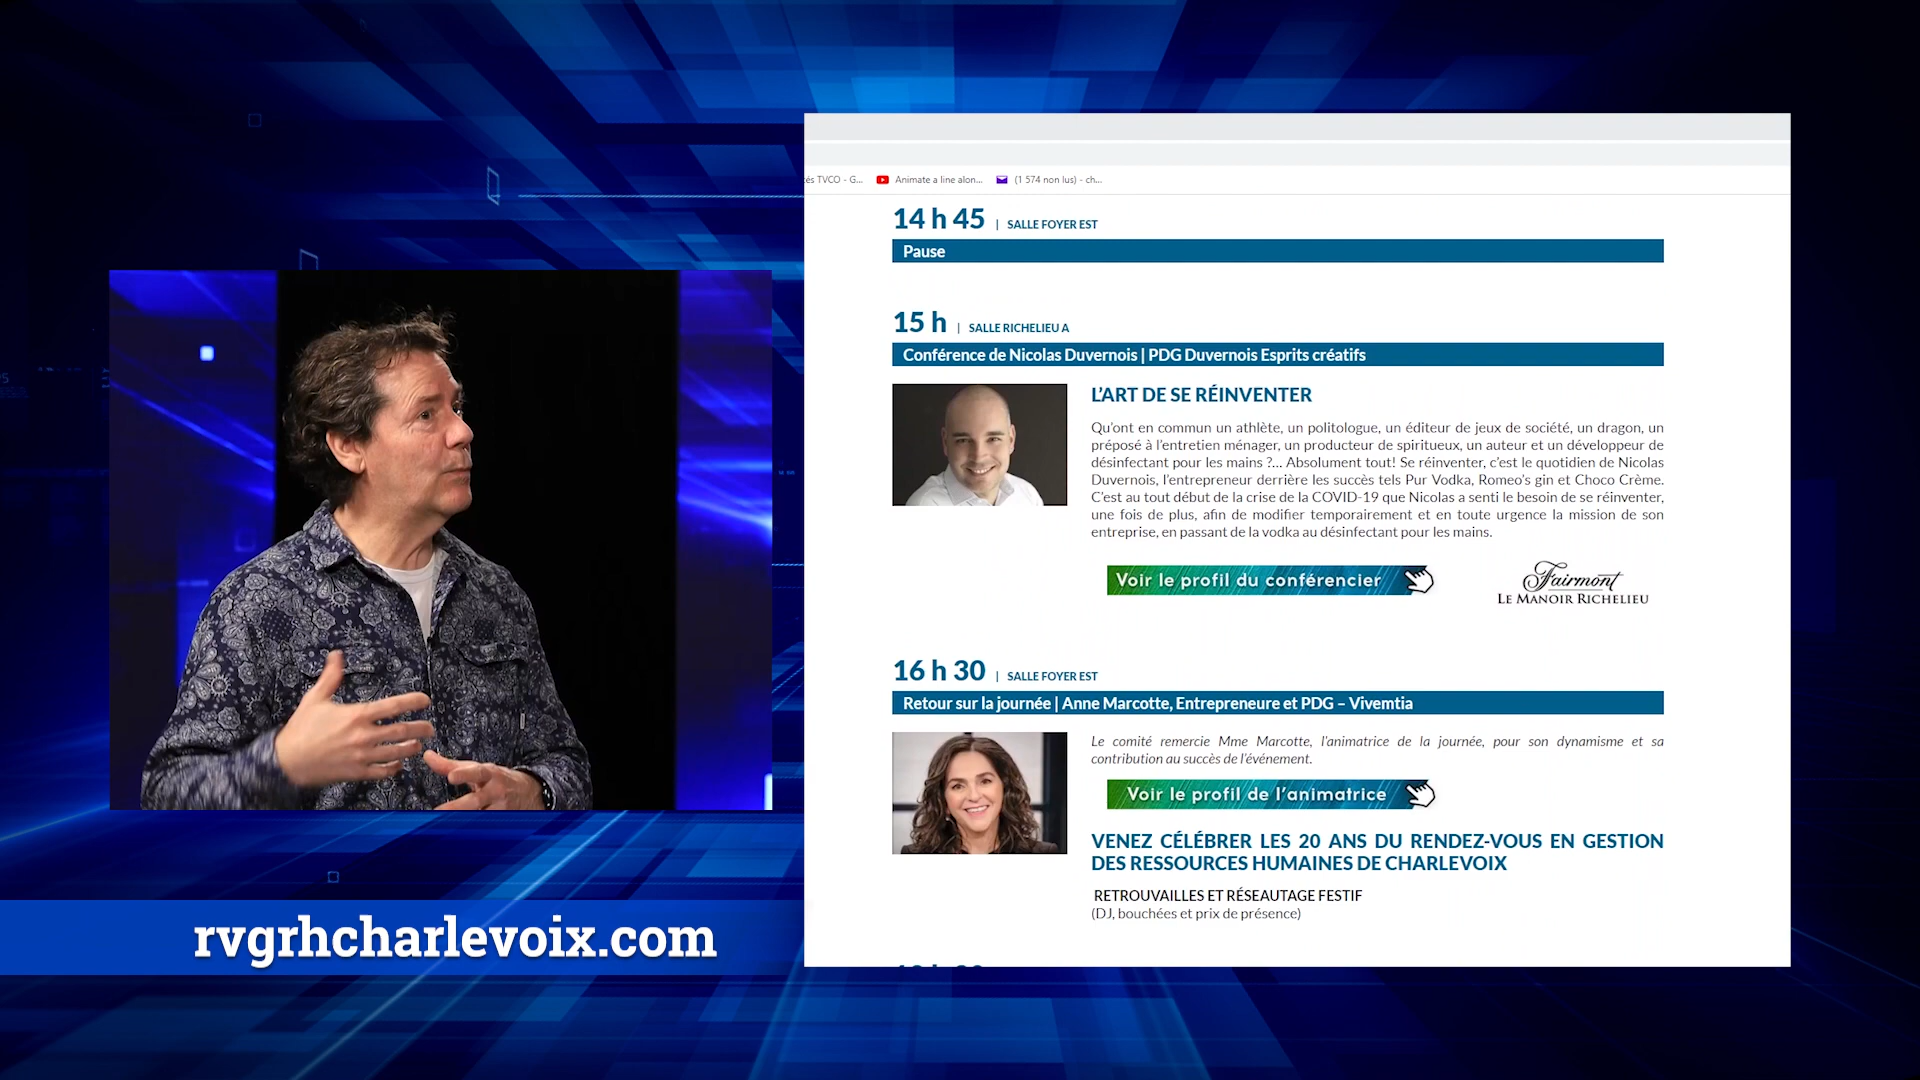 cés TVCO - G... Animate a line alon... (1 574 non lus) - ch...
14 h 45 | SALLE FOYER EST
Pause
15 h | SALLE RICHELIEU A
Conférence de Nicolas Duvernois | PDG Duvernois Esprits créatifs
L'ART DE SE RÉINVENTER
Qu'ont en commun un athlète, un politologue, un éditeur de jeux de société, un dragon, un
préposé à l'entretien ménager, un producteur de spiritueux, un auteur et un développeur de
désinfectant pour les mains ?... Absolument tout! Se réinventer, c'est le quotidien de Nicolas
Duvernois, l'entrepreneur derrière les succès tels Pur Vodka, Romeo's gin et Choco Crème.
C'est au tout début de la crise de la COVID-19 que Nicolas a senti le besoin de se réinventer,
une fois de plus, afin de modifier temporairement et en toute urgence la mission de son
entreprise, en passant de la vodka au désinfectant pour les mains.
Voir le profil du conférencier
Fairmont
LE MANOIR RICHELIEU
16 h 30 | SALLE FOYER EST
Retour sur la journée | Anne Marcotte, Entrepreneure et PDG – Vivemtia
Le comité remercie Mme Marcotte, l'animatrice de la journée, pour son dynamisme et sa
contribution au succès de l'événement.
Voir le profil de l'animatrice
VENEZ CÉLÉBRER LES 20 ANS DU RENDEZ-VOUS EN GESTION
DES RESSOURCES HUMAINES DE CHARLEVOIX
RETROUVAILLES ET RÉSEAUTAGE FESTIF
(DJ, bouchées et prix de présence)
rvgrhcharlevoix.com